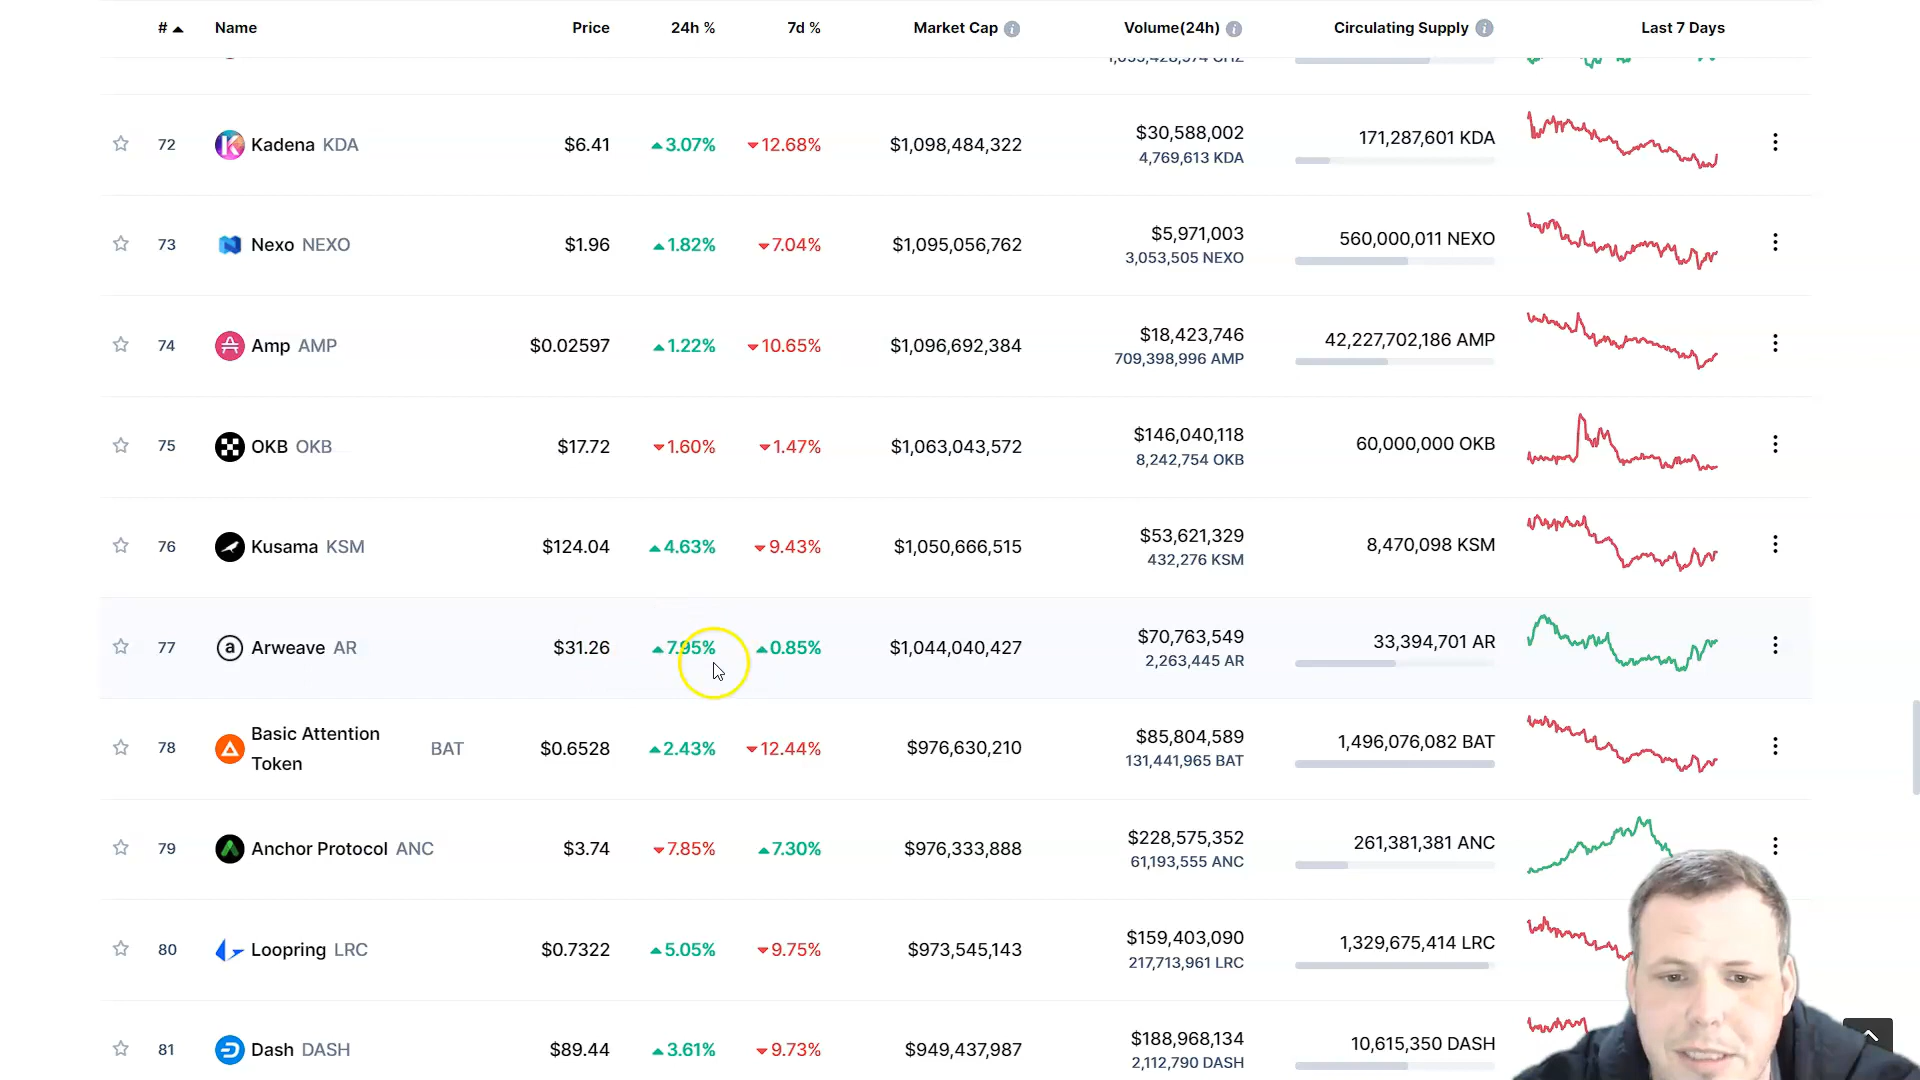 # Name Price 24h % 7d % Market Cap Volume(24h) Circulating Supply Last 7 Days
72 Kadena KDA $6.41 3.07% 12.68% $1,098,484,322 $30,588,002 171,287,601 KDA
4,769,613 KDA
73 Nexo NEXO $1.96 1.82% 7.04% $1,095,056,762 $5,971,003 560,000,011 NEXO
3,053,505 NEXO
74 Amp AMP $0.02597 1.22% 10.65% $1,096,692,384 $18,423,746 42,227,702,186 AMP
709,398,996 AMP
75 OKB OKB $17.72 1.60% 1.47% $1,063,043,572 $146,040,118 60,000,000 OKB
8,242,754 OKB
76 Kusama KSM $124.04 4.63% 9.43% $1,050,666,515 $53,621,329 8,470,098 KSM
432,276 KSM
77 Arweave AR $31.26 7.95% 0.85% $1,044,040,427 $70,763,549 33,394,701 AR
2,263,445 AR
78 Basic Attention Token BAT $0.6528 2.43% 12.44% $976,630,210 $85,804,589 1,496,076,082 BAT
131,441,965 BAT
79 Anchor Protocol ANC $3.74 7.85% 7.30% $976,333,888 $228,575,352 261,381,381 ANC
61,193,555 ANC
80 Loopring LRC $0.7322 5.05% 9.75% $973,545,143 $159,403,090 1,329,675,414 LRC
217,713,961 LRC
81 Dash DASH $89.44 3.61% 9.73% $949,437,987 $188,968,134 10,615,350 DASH
2,112,790 DASH